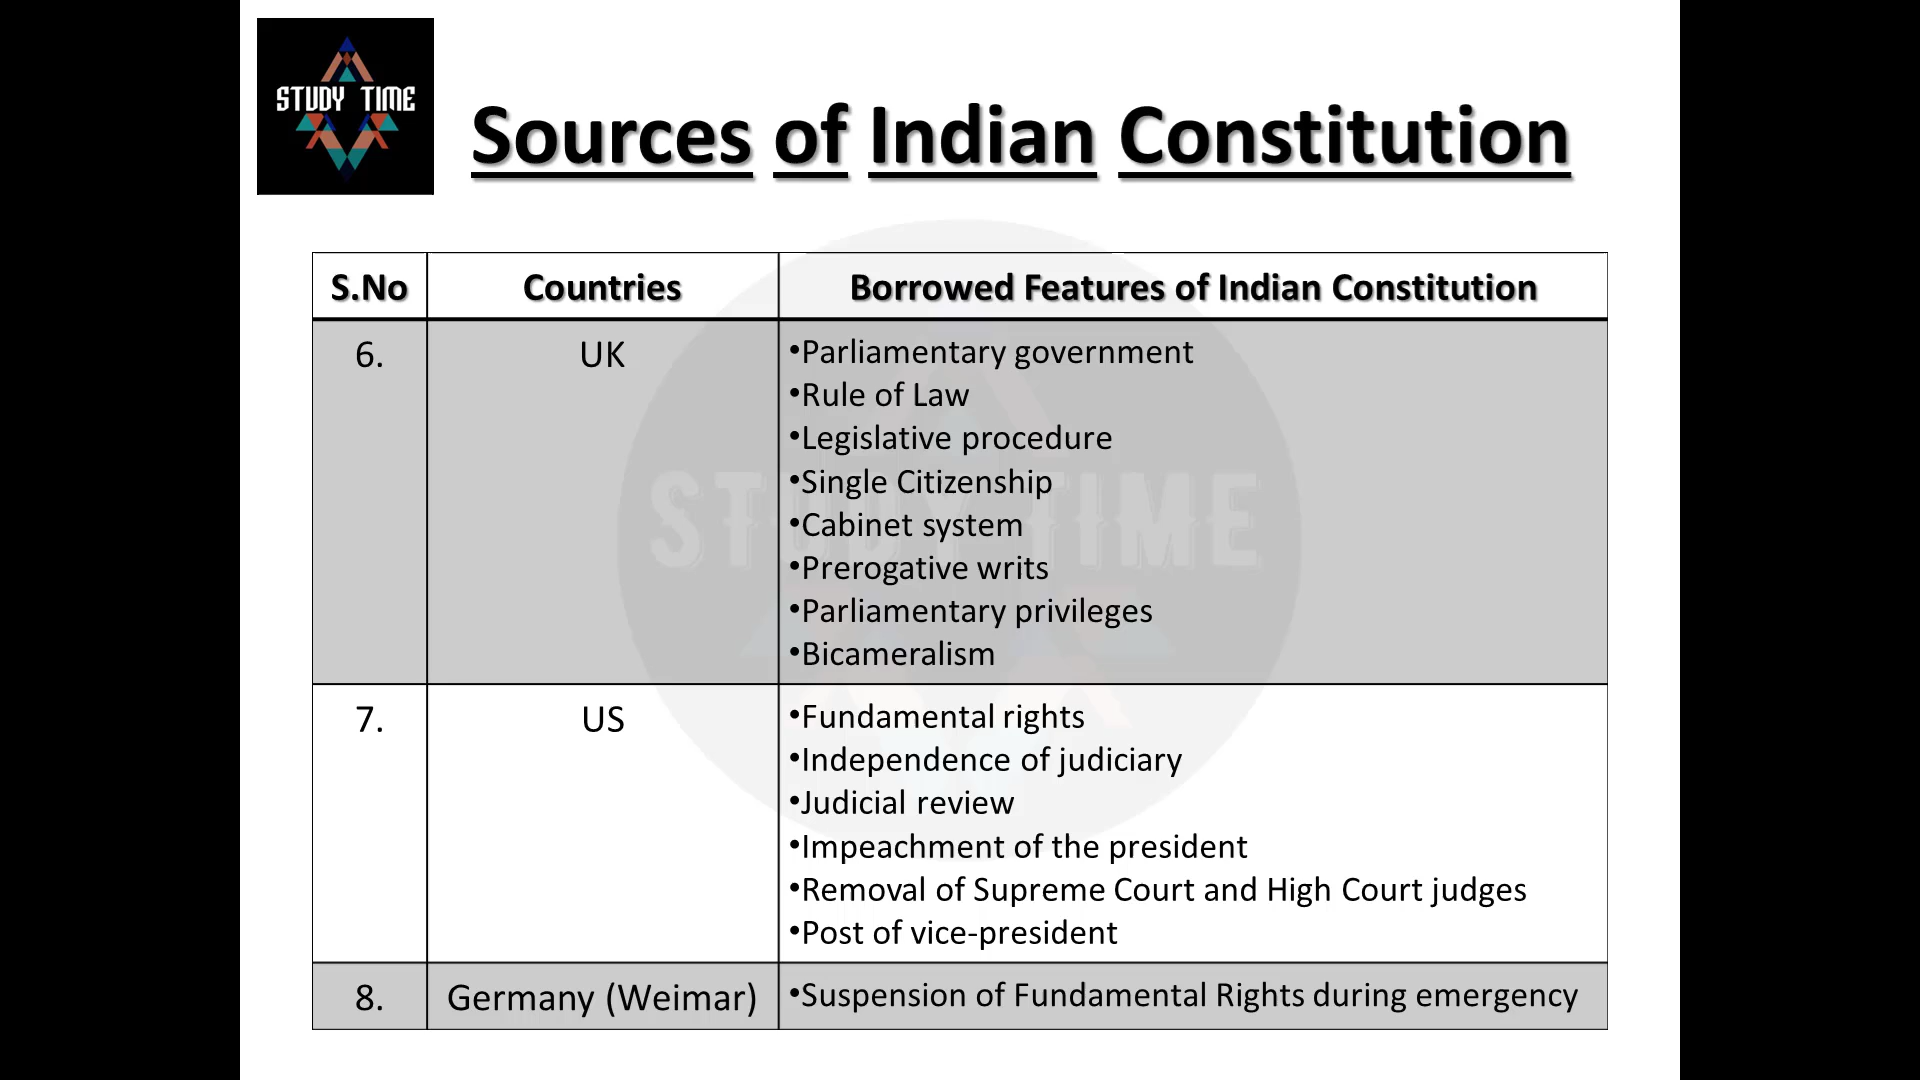 STUDY TIME
Sources of Indian Constitution
S.No Countries Borrowed Features of Indian Constitution
6. UK •Parliamentary government
•Rule of Law
•Legislative procedure
•Single Citizenship
•Cabinet system
•Prerogative writs
•Parliamentary privileges
•Bicameralism
7. US •Fundamental rights
•Independence of judiciary
•Judicial review
•Impeachment of the president
•Removal of Supreme Court and High Court judges
•Post of vice-president
8. Germany (Weimar) •Suspension of Fundamental Rights during emergency
STUDY TIME